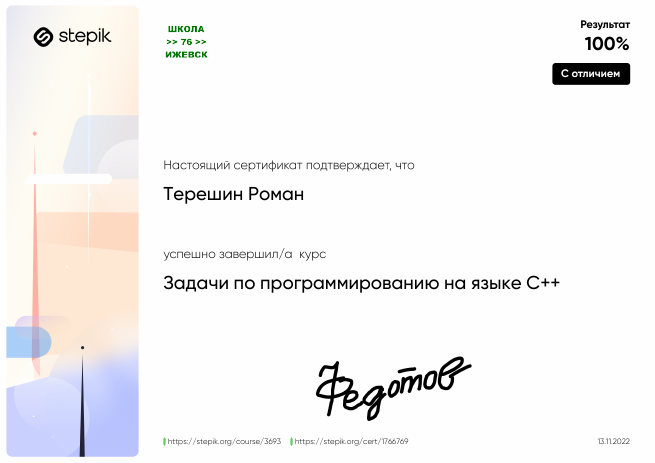 stepik
ШКОЛА
>> 76 >>
ИЖЕВСК
Результат
100%
С отличием
Настоящий сертификат подтверждает, что
Терешин Роман
успешно завершил/а курс
Задачи по программированию на языке C++
Федотов
https://stepik.org/course/3693 https://stepik.org/cert/1766769
13.11.2022